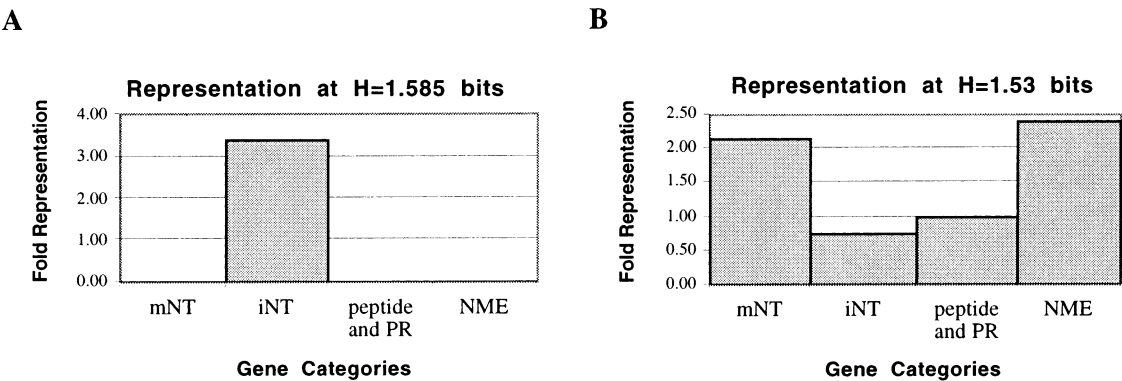 A
Representation at H=1.585 bits
Fold Representation
4.00
3.00
2.00
1.00
0.00
mNT iNT peptide and PR NME
Gene Categories
B
Representation at H=1.53 bits
Fold Representation
2.50
2.00
1.50
1.00
0.50
0.00
mNT iNT peptide and PR NME
Gene Categories